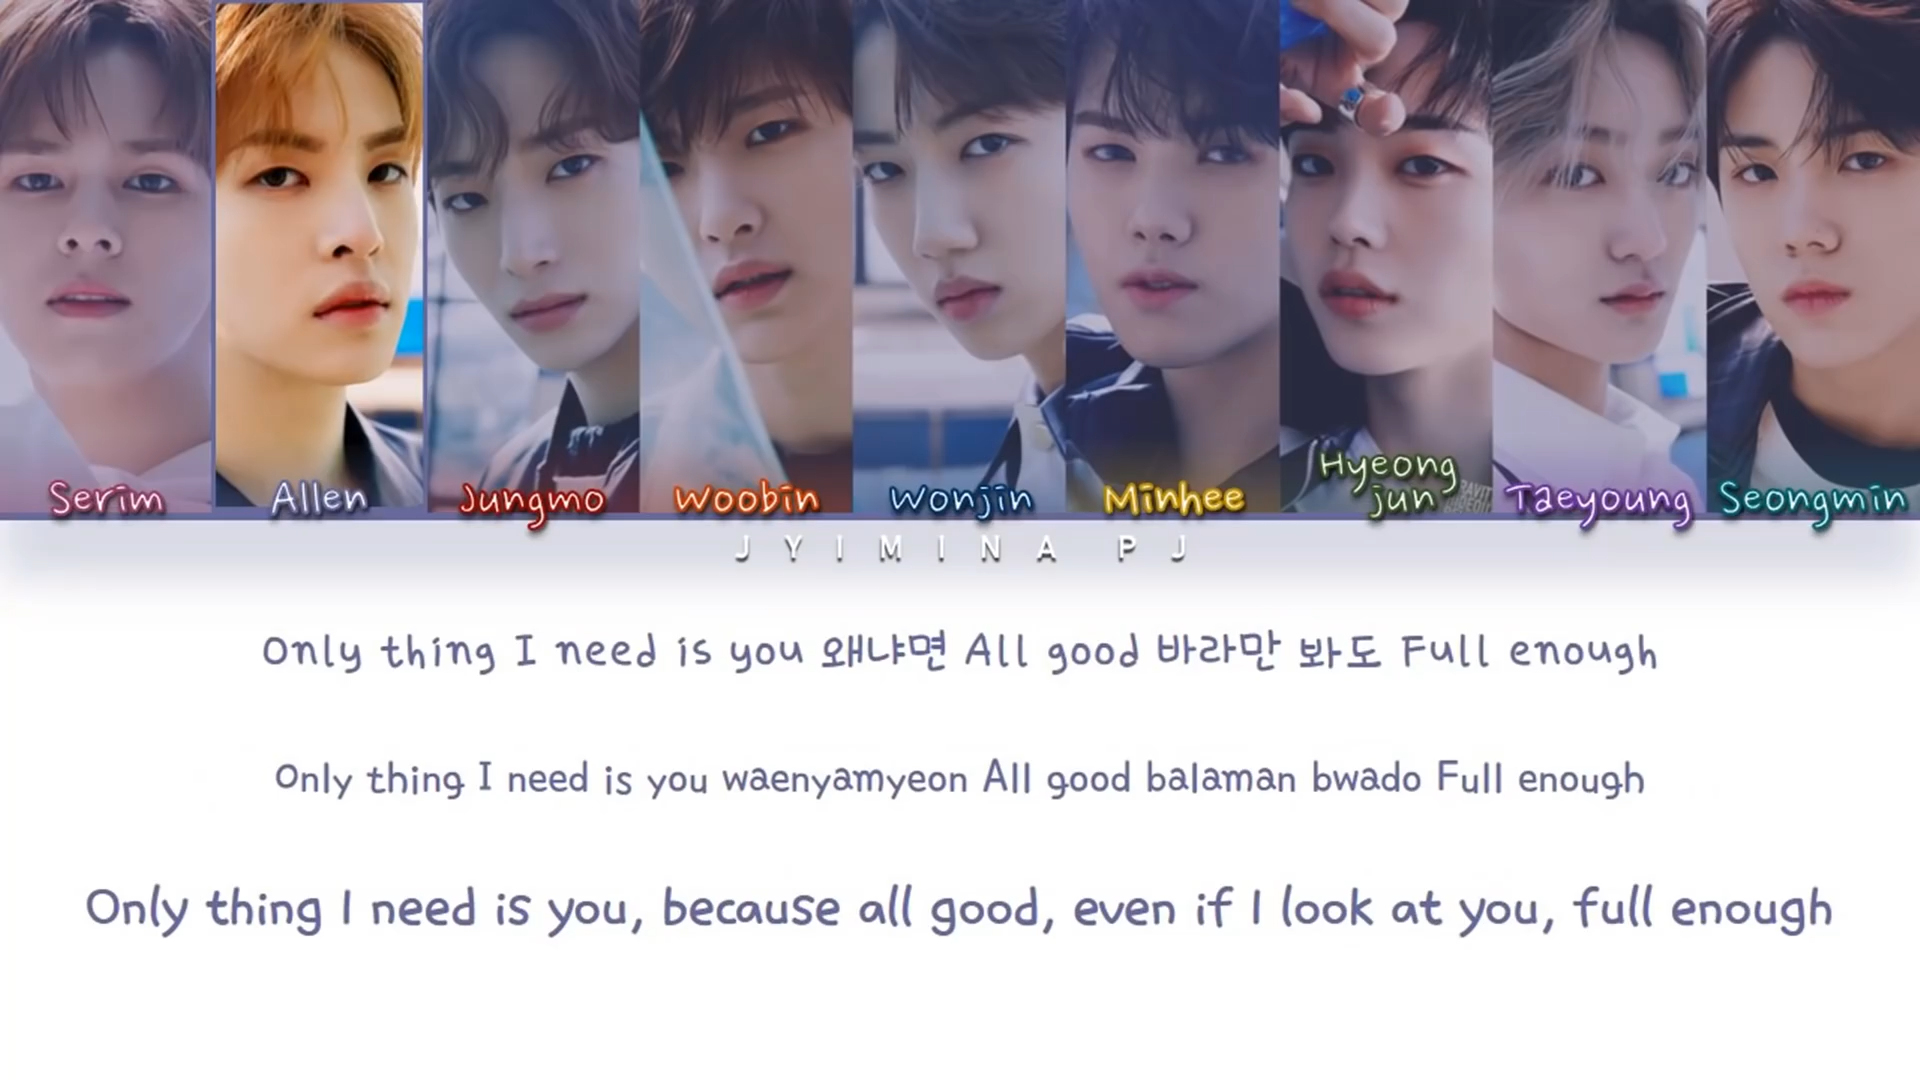 Serim Allen Jungmo Woobin Wonjin Minhee Hyeong jun Taeyoung Seongmin
JYIMINA PJ
Only thing I need is you 왜냐면 All good 바라만 봐도 Full enough
Only thing I need is you waenyamyeon All good balaman bwado Full enough
Only thing I need is you, because all good, even if I look at you, full enough